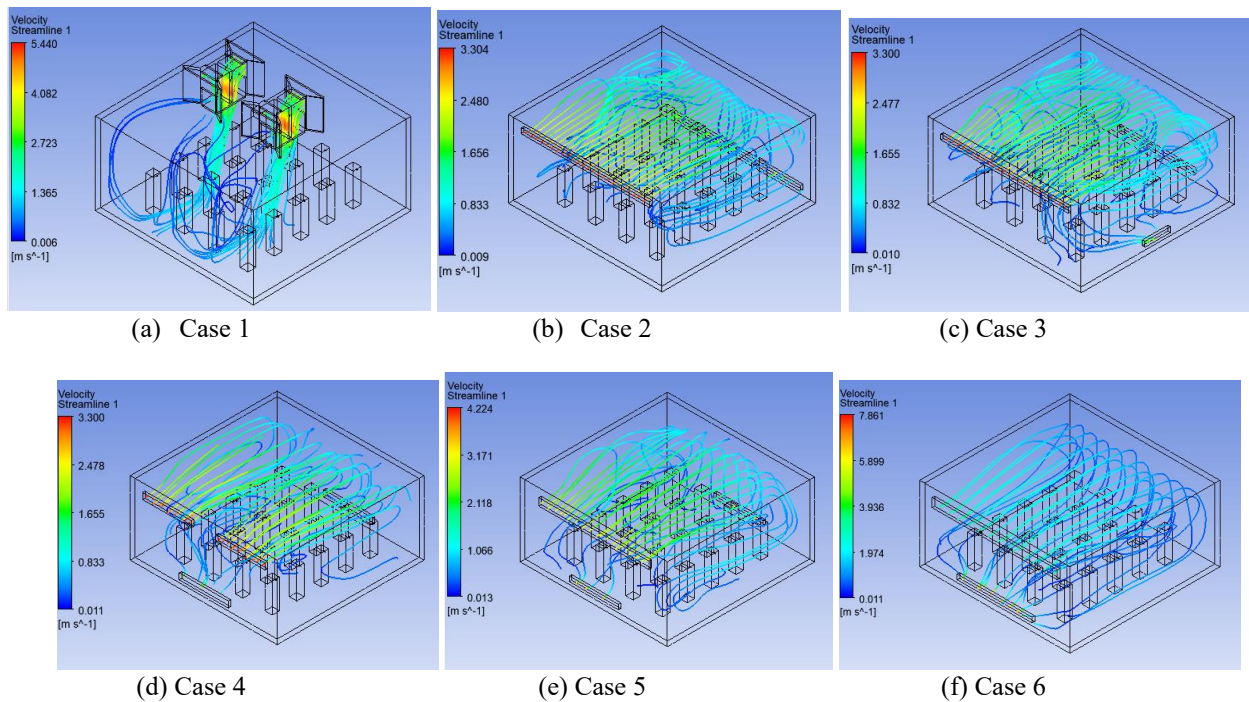 Velocity
Streamline 1
5.440
4.082
2.723
1.365
0.006
[m s^-1]
(a) Case 1
Velocity
Streamline 1
3.304
2.480
1.656
0.833
0.009
[m s^-1]
(b) Case 2
Velocity
Streamline 1
3.300
2.477
1.655
0.832
0.010
[m s^-1]
(c) Case 3
Velocity
Streamline 1
3.300
2.478
1.655
0.833
0.011
[m s^-1]
(d) Case 4
Velocity
Streamline 1
4.224
3.171
2.118
1.066
0.013
[m s^-1]
(e) Case 5
Velocity
Streamline 1
7.861
5.899
3.936
1.974
0.011
[m s^-1]
(f) Case 6